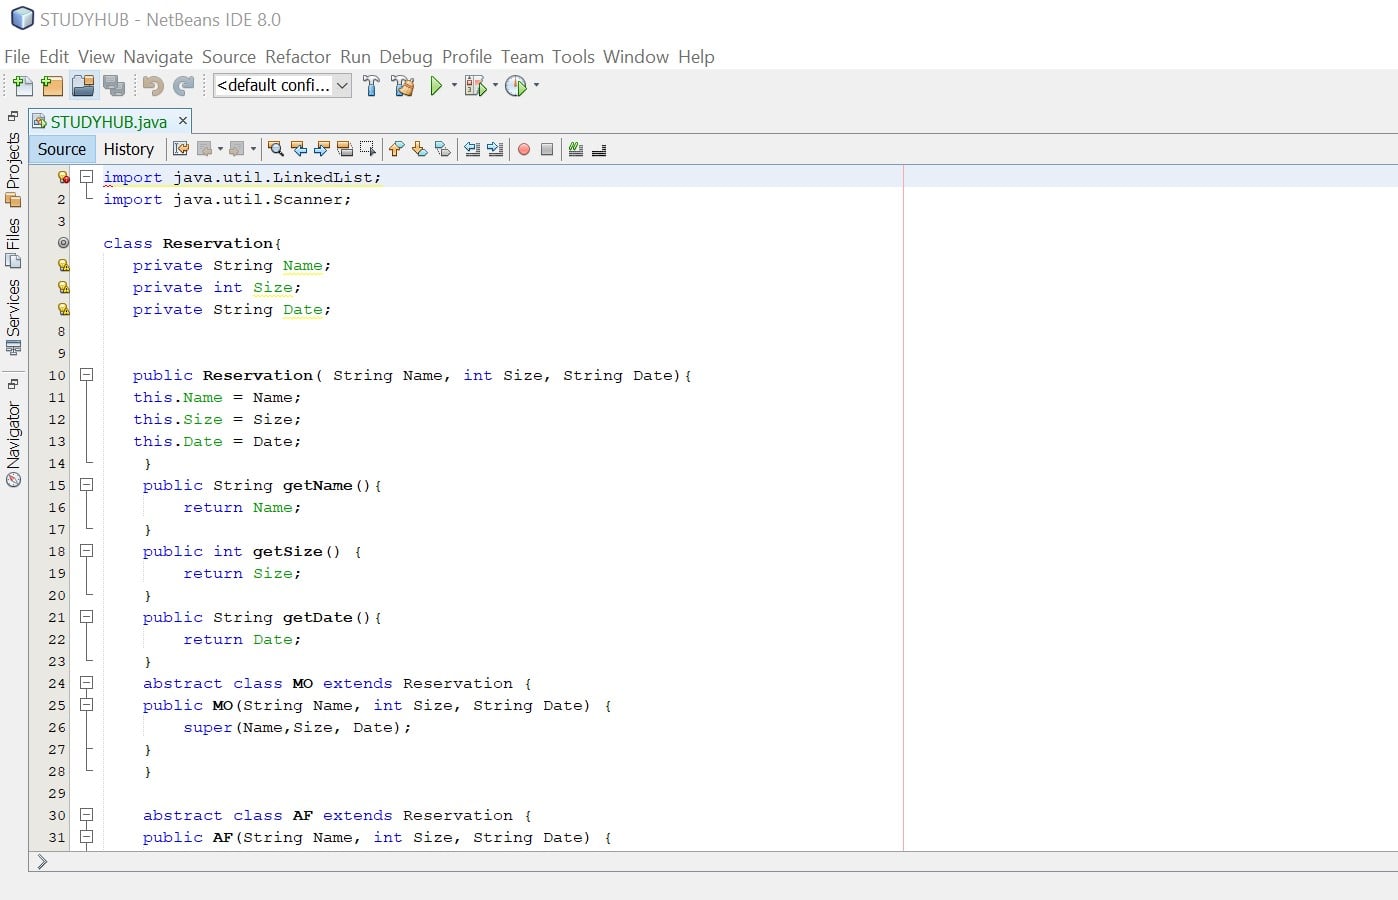 STUDYHUB - NetBeans IDE 8.0
File Edit View Navigate Source Refactor Run Debug Profile Team Tools Window Help
<default confi...
STUDYHUB.java
Source History
Projects
Files
Services
Navigator
import java.util.LinkedList;
2 import java.util.Scanner;
3
class Reservation{
private String Name;
private int Size;
private String Date;
8
9
10 public Reservation( String Name, int Size, String Date){
11 this.Name = Name;
12 this.Size = Size;
13 this.Date = Date;
14 }
15 public String getName(){
16 return Name;
17 }
18 public int getSize() {
19 return Size;
20 }
21 public String getDate(){
22 return Date;
23 }
24 abstract class MO extends Reservation {
25 public MO(String Name, int Size, String Date) {
26 super(Name,Size, Date);
27 }
28 }
29
30 abstract class AF extends Reservation {
31 public AF(String Name, int Size, String Date) {